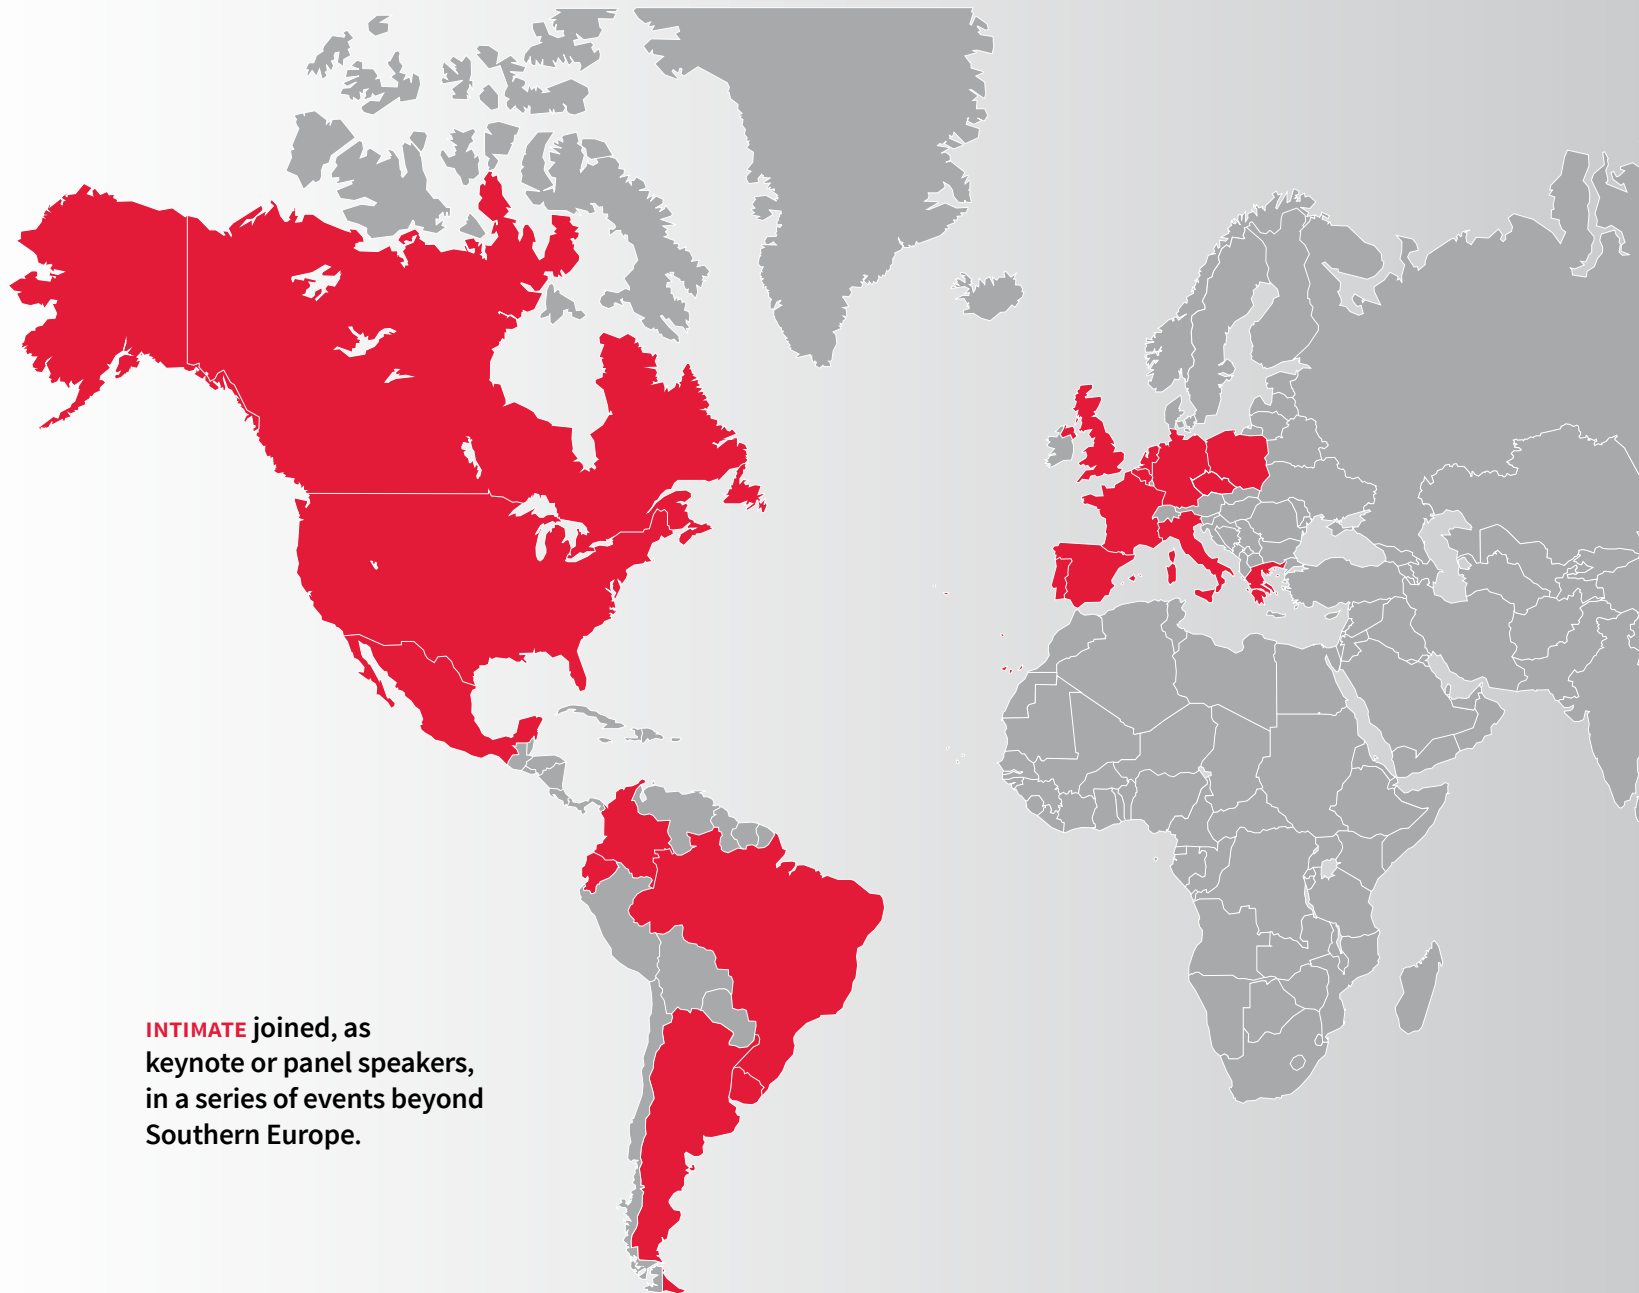 INTIMATE joined, as
keynote or panel speakers,
in a series of events beyond
Southern Europe.